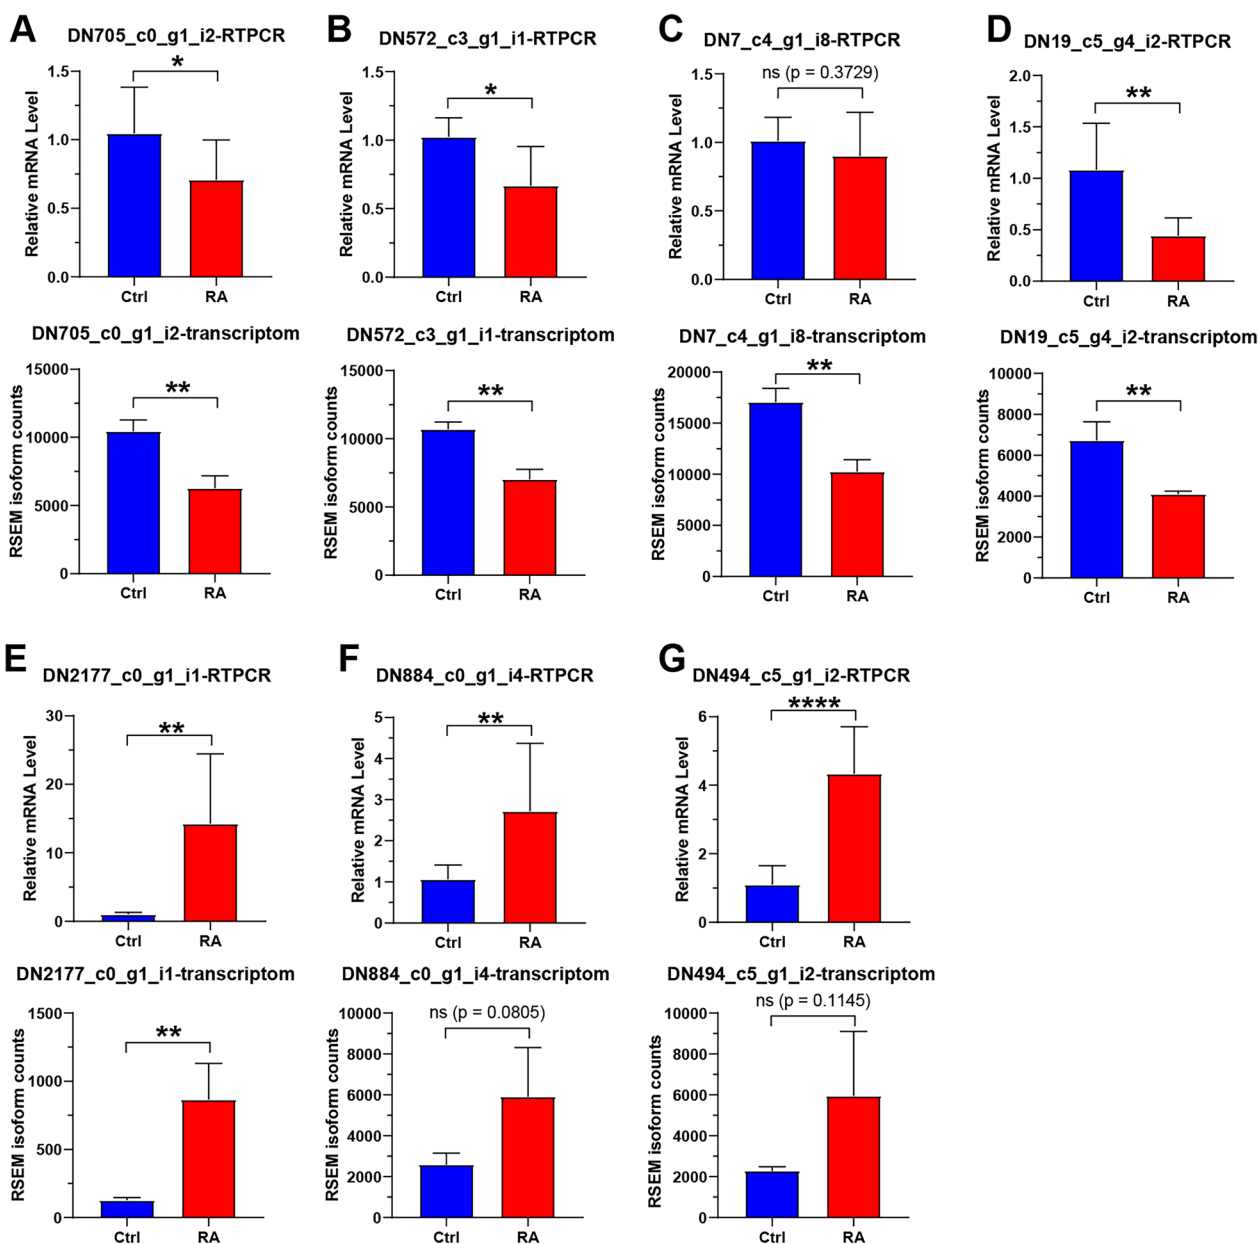 A
DN705_c0_g1_i2-RTPCR
*
Relative mRNA Level
1.5
1.0
0.5
0.0
Ctrl
RA
DN705_c0_g1_i2-transcriptom
**
RSEM isoform counts
15000
10000
5000
0
Ctrl
RA
B
DN572_c3_g1_i1-RTPCR
*
Relative mRNA Level
1.5
1.0
0.5
0.0
Ctrl
RA
DN572_c3_g1_i1-transcriptom
**
RSEM isoform counts
15000
10000
5000
0
Ctrl
RA
C
DN7_c4_g1_i8-RTPCR
ns (p = 0.3729)
Relative mRNA Level
1.5
1.0
0.5
0.0
Ctrl
RA
DN7_c4_g1_i8-transcriptom
**
RSEM isoform counts
20000
15000
10000
5000
0
Ctrl
RA
D
DN19_c5_g4_i2-RTPCR
**
Relative mRNA Level
2.0
1.5
1.0
0.5
0.0
Ctrl
RA
DN19_c5_g4_i2-transcriptom
**
RSEM isoform counts
10000
8000
6000
4000
2000
0
Ctrl
RA
E
DN2177_c0_g1_i1-RTPCR
**
Relative mRNA Level
30
20
10
0
Ctrl
RA
DN2177_c0_g1_i1-transcriptom
**
RSEM isoform counts
1500
1000
500
0
Ctrl
RA
F
DN884_c0_g1_i4-RTPCR
**
Relative mRNA Level
5
4
3
2
1
0
Ctrl
RA
DN884_c0_g1_i4-transcriptom
ns (p = 0.0805)
RSEM isoform counts
10000
8000
6000
4000
2000
0
Ctrl
RA
G
DN494_c5_g1_i2-RTPCR
****
Relative mRNA Level
6
4
2
0
Ctrl
RA
DN494_c5_g1_i2-transcriptom
ns (p = 0.1145)
RSEM isoform counts
10000
8000
6000
4000
2000
0
Ctrl
RA